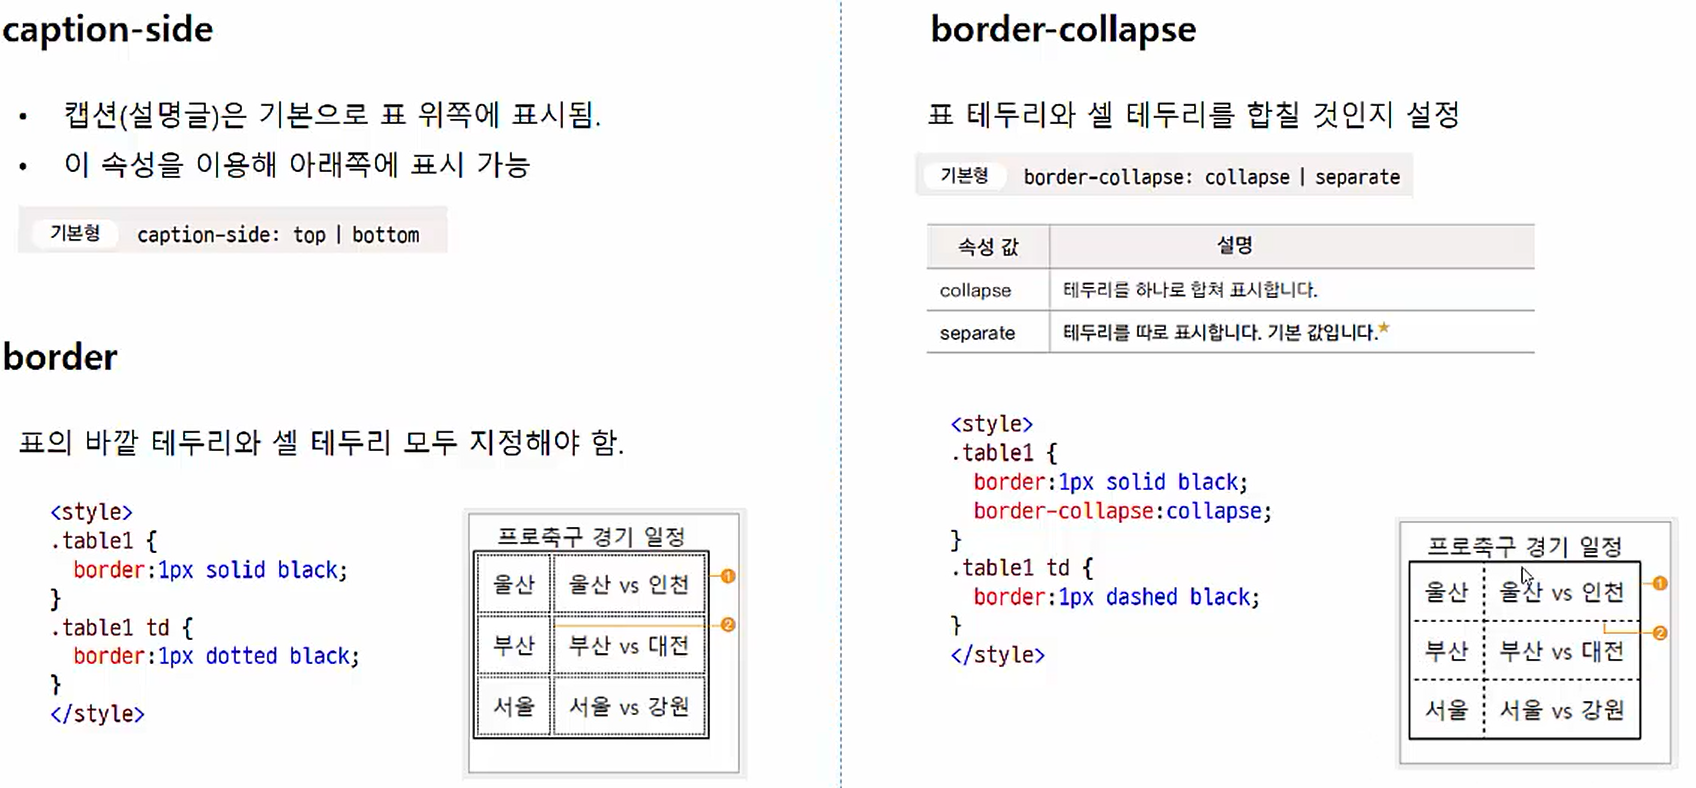 caption-side
• 캡션(설명글)은 기본으로 표 위쪽에 표시됨.
• 이 속성을 이용해 아래쪽에 표시 가능
기본형 caption-side: top | bottom
border
표의 바깥 테두리와 셀 테두리 모두 지정해야 함.
<style>
.table1 {
border:1px solid black;
}
.table1 td {
border:1px dotted black;
}
</style>
프로축구 경기 일정
울산 울산 vs 인천 1
2
부산 부산 vs 대전
서울 서울 vs 강원
border-collapse
표 테두리와 셀 테두리를 합칠 것인지 설정
기본형 border-collapse: collapse | separate
속성 값 설명
collapse 테두리를 하나로 합쳐 표시합니다.
separate 테두리를 따로 표시합니다. 기본 값입니다.★
<style>
.table1 {
border:1px solid black;
border-collapse:collapse;
}
.table1 td {
border:1px dashed black;
}
</style>
프로축구 경기 일정
울산 울산 vs 인천 1
2
부산 부산 vs 대전
서울 서울 vs 강원